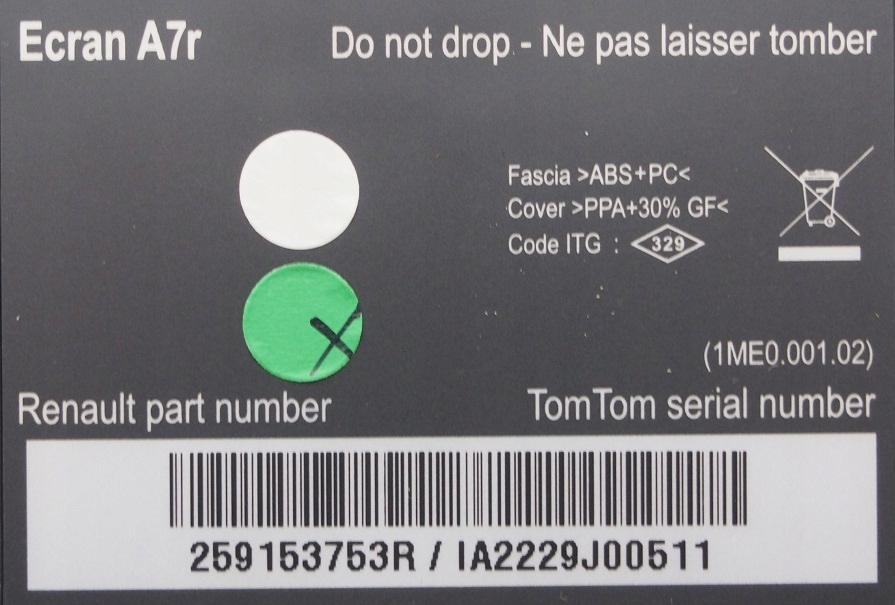 Ecran A7r
Do not drop - Ne pas laisser tomber
Fascia >ABS+PC<
Cover >PPA+30% GF<
Code ITG : 329
(1ME0.001.02)
Renault part number
TomTom serial number
259153753R / IA2229J00511